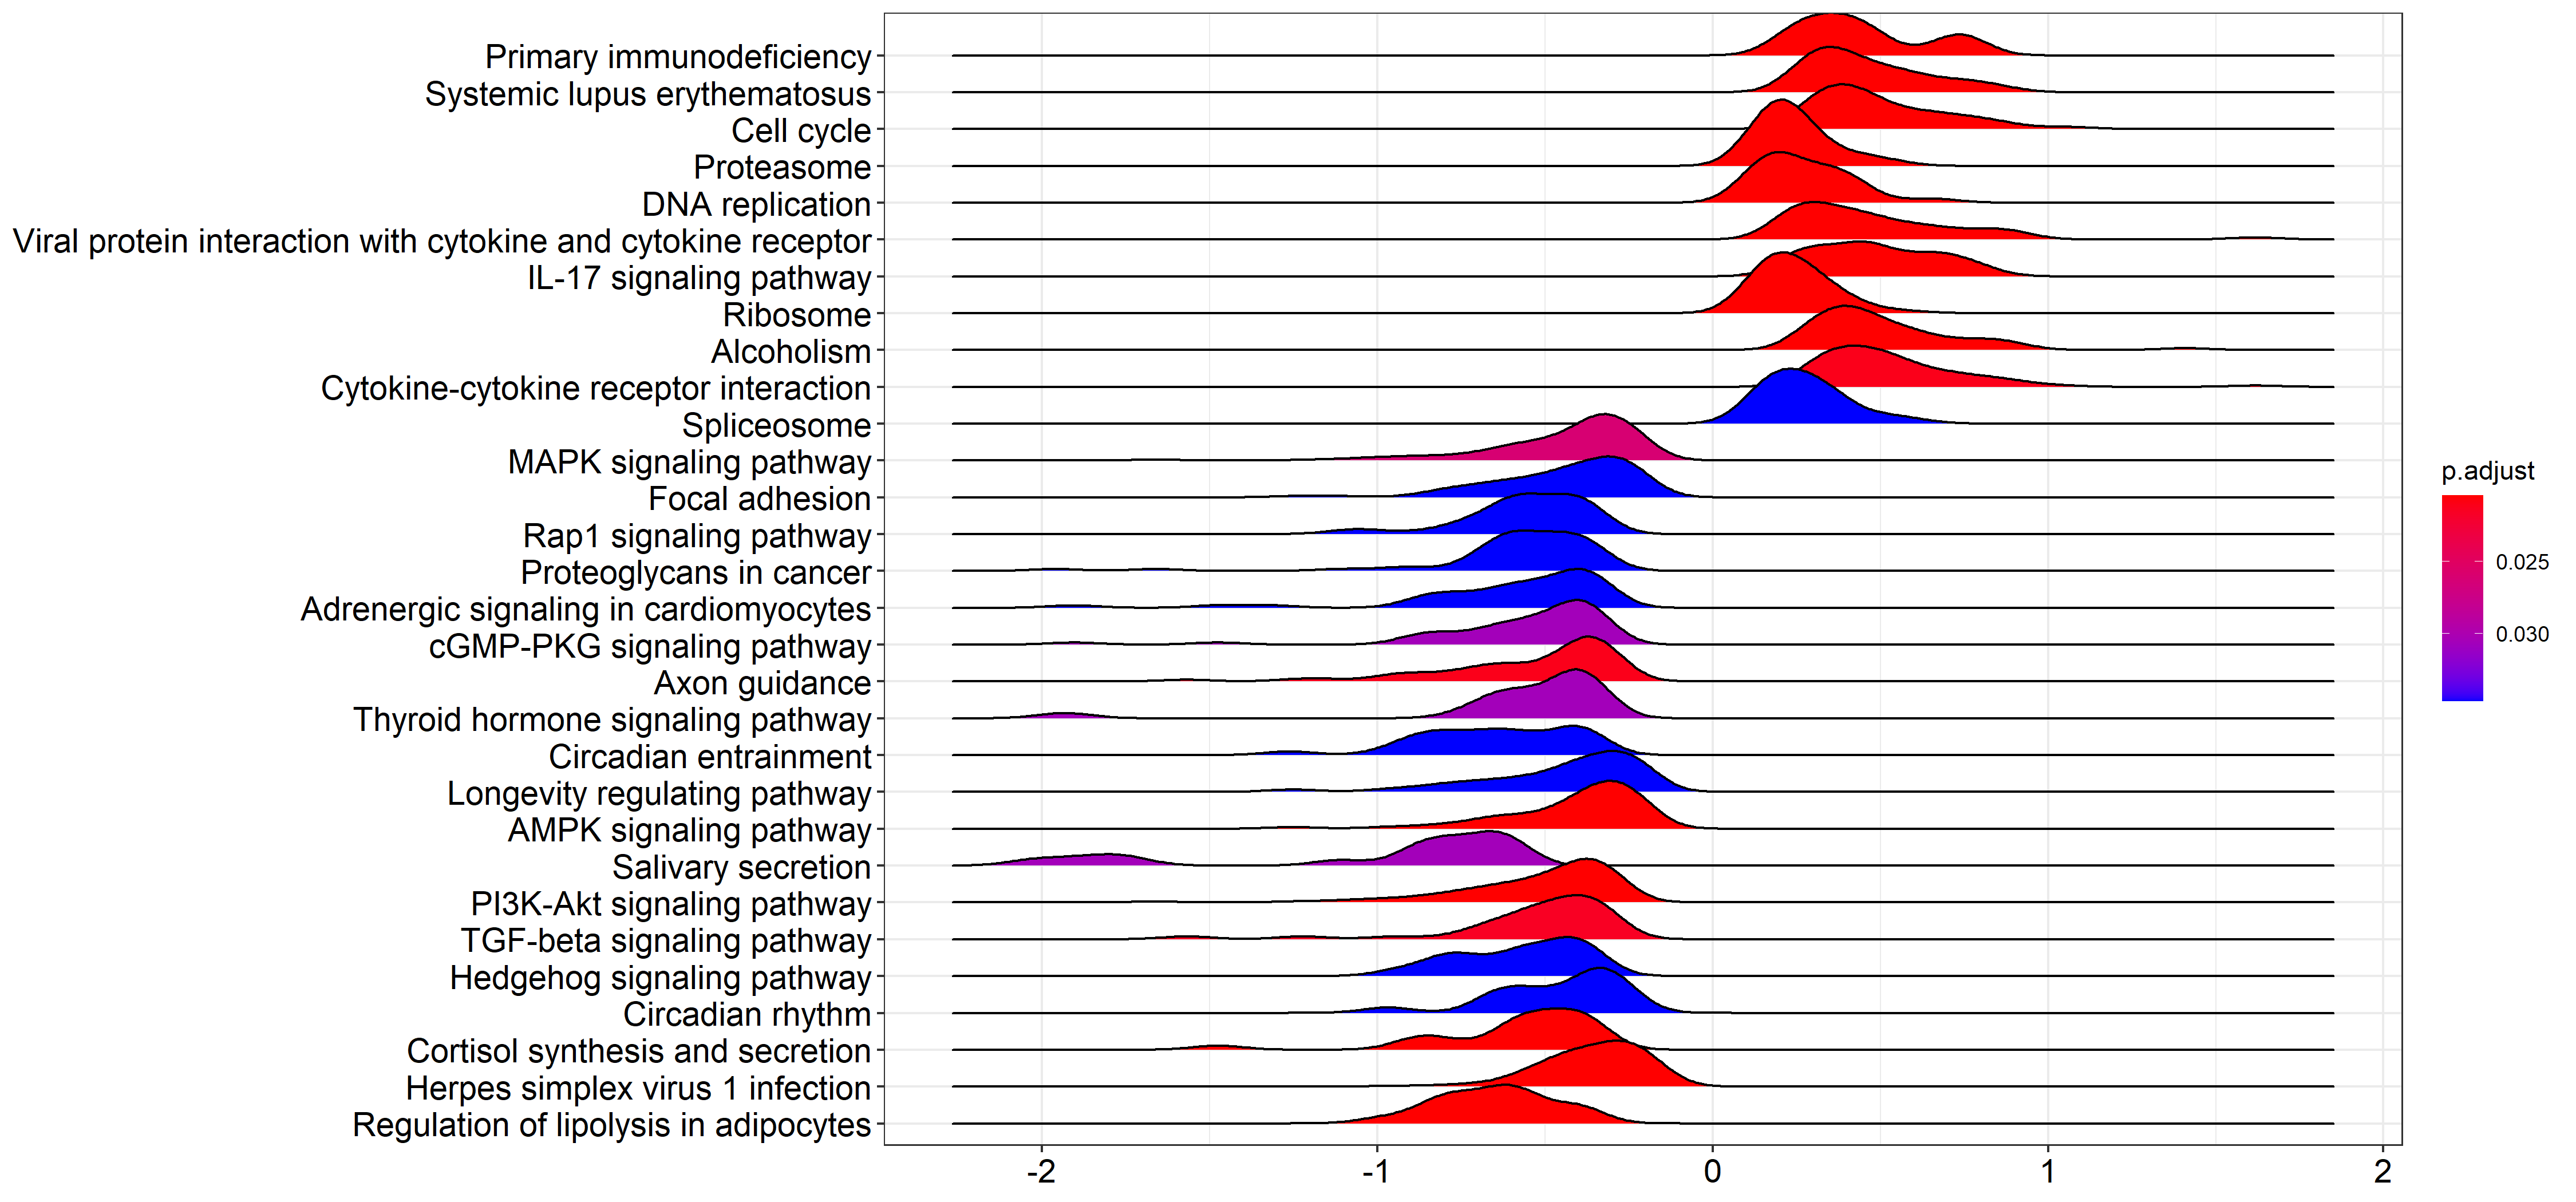 Primary immunodeficiency
Systemic lupus erythematosus
Cell cycle
Proteasome
DNA replication
Viral protein interaction with cytokine and cytokine receptor
IL-17 signaling pathway
Ribosome
Alcoholism
Cytokine-cytokine receptor interaction
Spliceosome
MAPK signaling pathway
Focal adhesion
Rap1 signaling pathway
Proteoglycans in cancer
Adrenergic signaling in cardiomyocytes
cGMP-PKG signaling pathway
Axon guidance
Thyroid hormone signaling pathway
Circadian entrainment
Longevity regulating pathway
AMPK signaling pathway
Salivary secretion
PI3K-Akt signaling pathway
TGF-beta signaling pathway
Hedgehog signaling pathway
Circadian rhythm
Cortisol synthesis and secretion
Herpes simplex virus 1 infection
Regulation of lipolysis in adipocytes
-2 -1 0 1 2
p.adjust
0.025
0.030